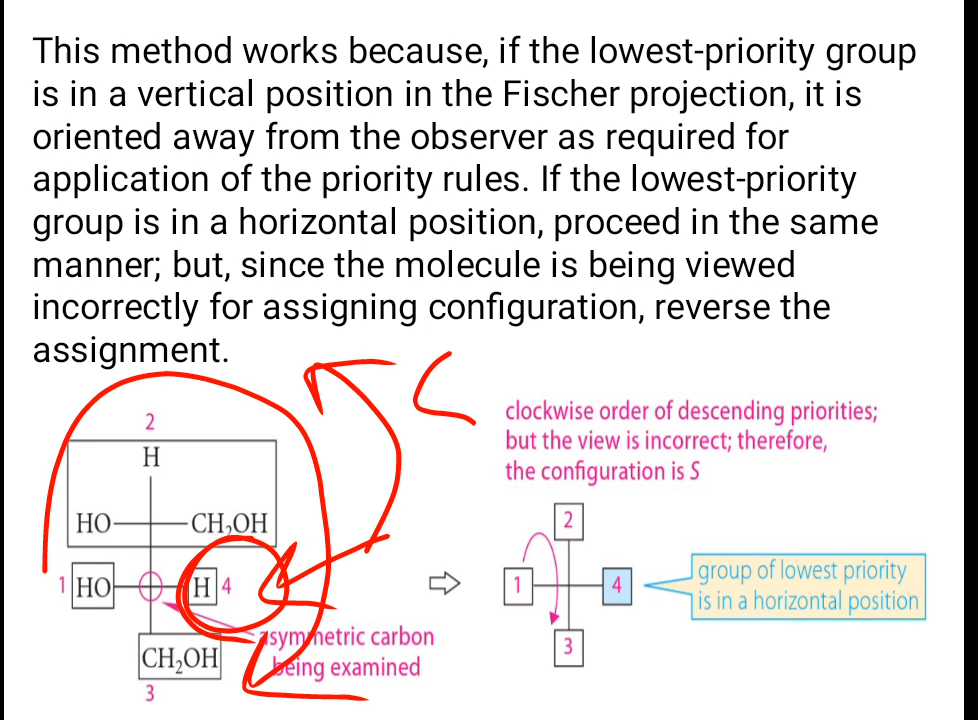 This method works because, if the lowest-priority group
is in a vertical position in the Fischer projection, it is
oriented away from the observer as required for
application of the priority rules. If the lowest-priority
group is in a horizontal position, proceed in the same
manner; but, since the molecule is being viewed
incorrectly for assigning configuration, reverse the
assignment.
2
H
HO CH₂OH
1 HO H 4
asymmetric carbon
being examined
CH₂OH
3
clockwise order of descending priorities;
but the view is incorrect; therefore,
the configuration is S
2
1 4
3
group of lowest priority
is in a horizontal position